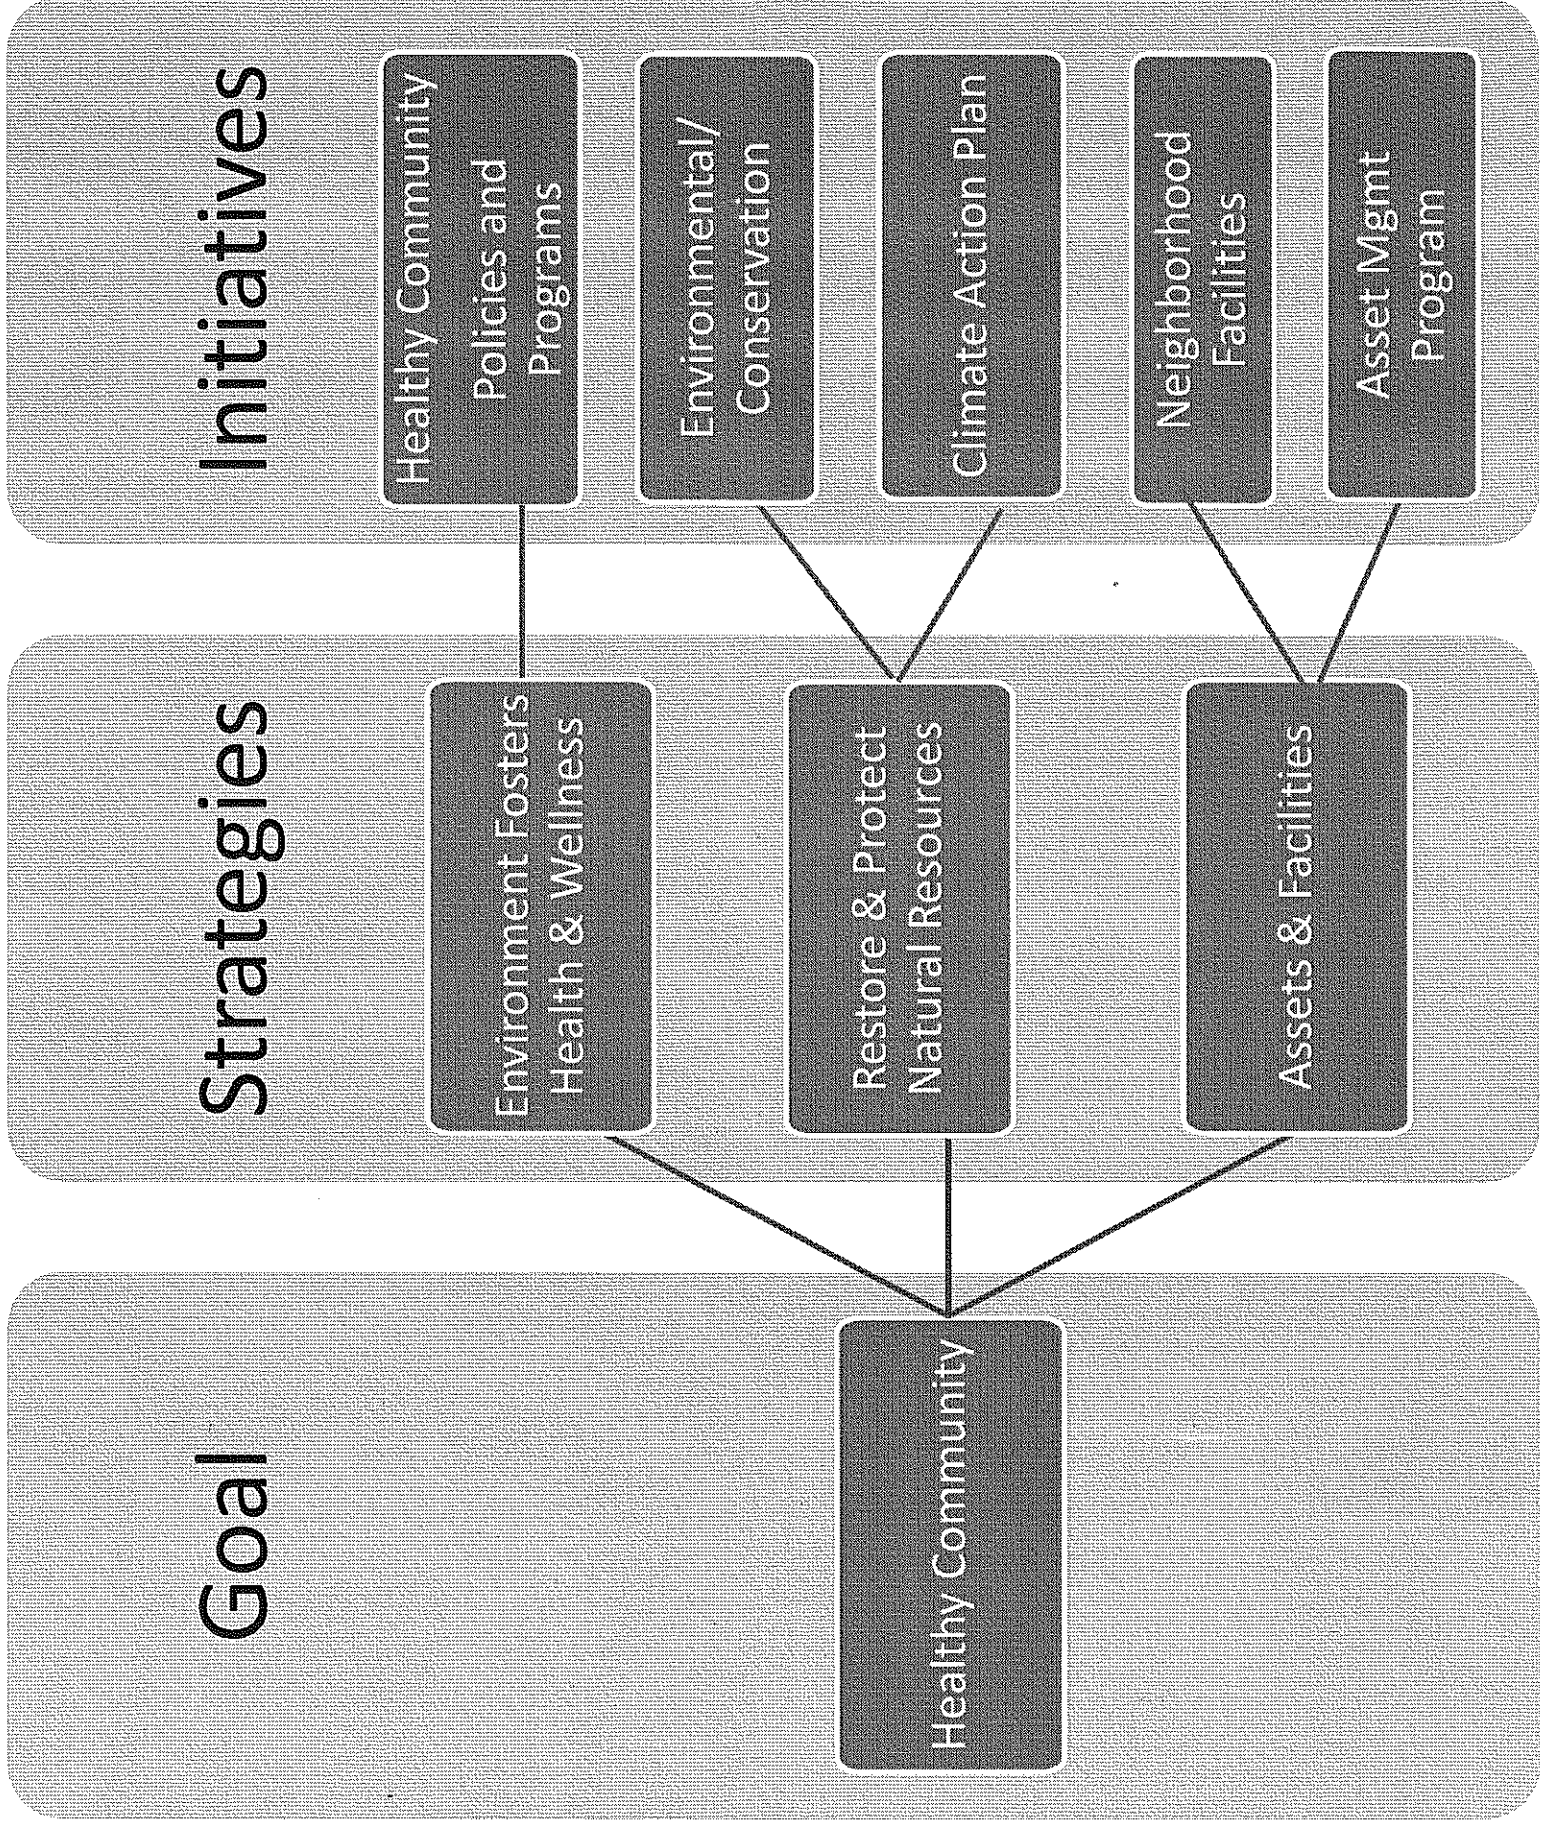 Goal
Healthy Community
Strategies
Environment Fosters
Health & Wellness
Restore & Protect
Natural Resources
Assets & Facilities
Initiatives
Healthy Community
Policies and
Programs
Environmental/
Conservation
Climate Action Plan
Neighborhood
Facilities
Asset Mgmt
Program